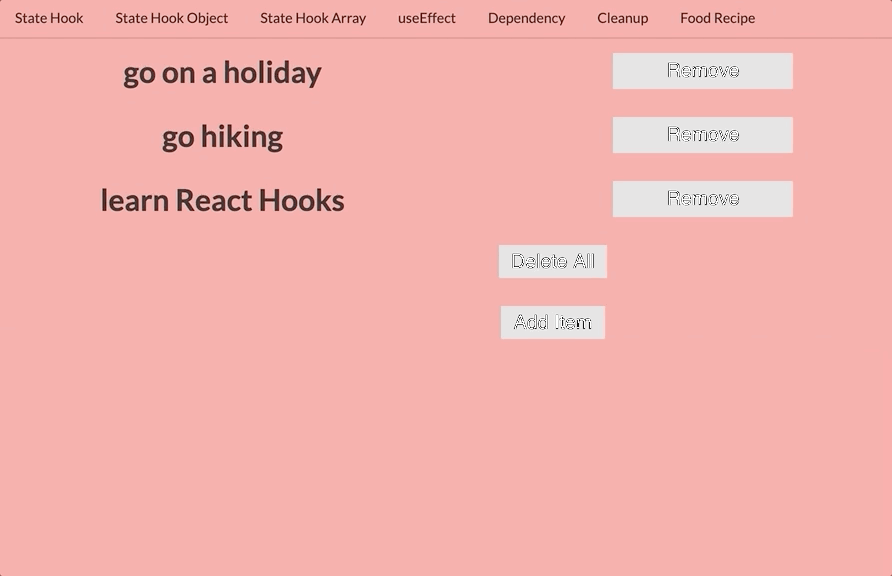 State Hook State Hook Object State Hook Array useEffect Dependency Cleanup Food Recipe
go on a holiday Remove
go hiking Remove
learn React Hooks Remove
Delete All
Add Item